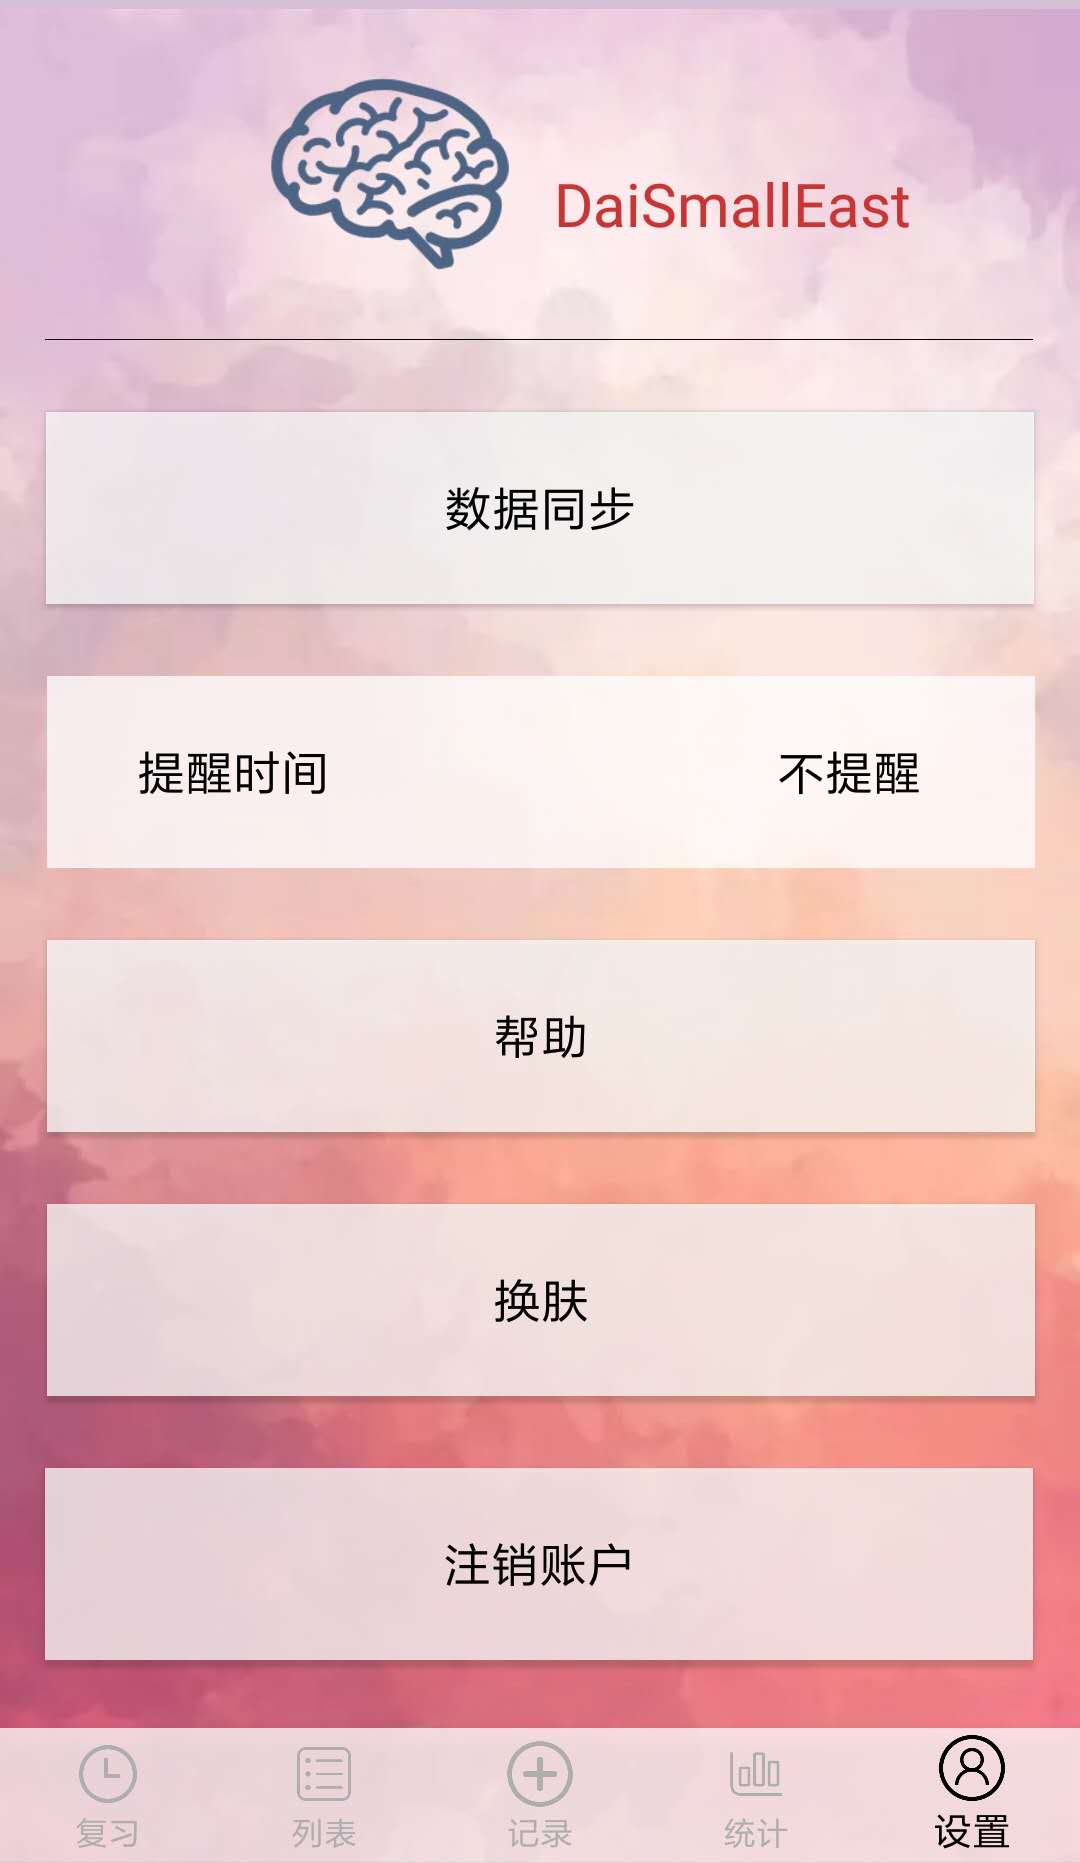 DaiSmallEast
数据同步
提醒时间 不提醒
帮助
换肤
注销账户
复习 列表 记录 统计 设置